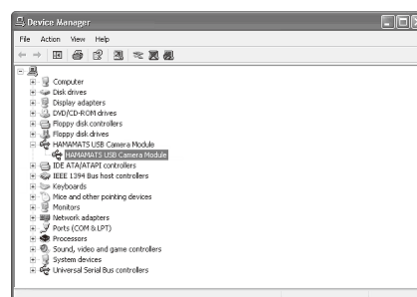 Device Manager
File Action View Help
Computer
Disk drives
Display adapters
DVD/CD-ROM drives
Floppy disk controllers
Floppy disk drives
HAMAMATS USB Camera Module
HAMAMATS USB Camera Module
IDE ATA/ATAPI controllers
IEEE 1394 Bus host controllers
Keyboards
Mice and other pointing devices
Monitors
Network adapters
Ports (COM & LPT)
Processors
Sound, video and game controllers
System devices
Universal Serial Bus controllers